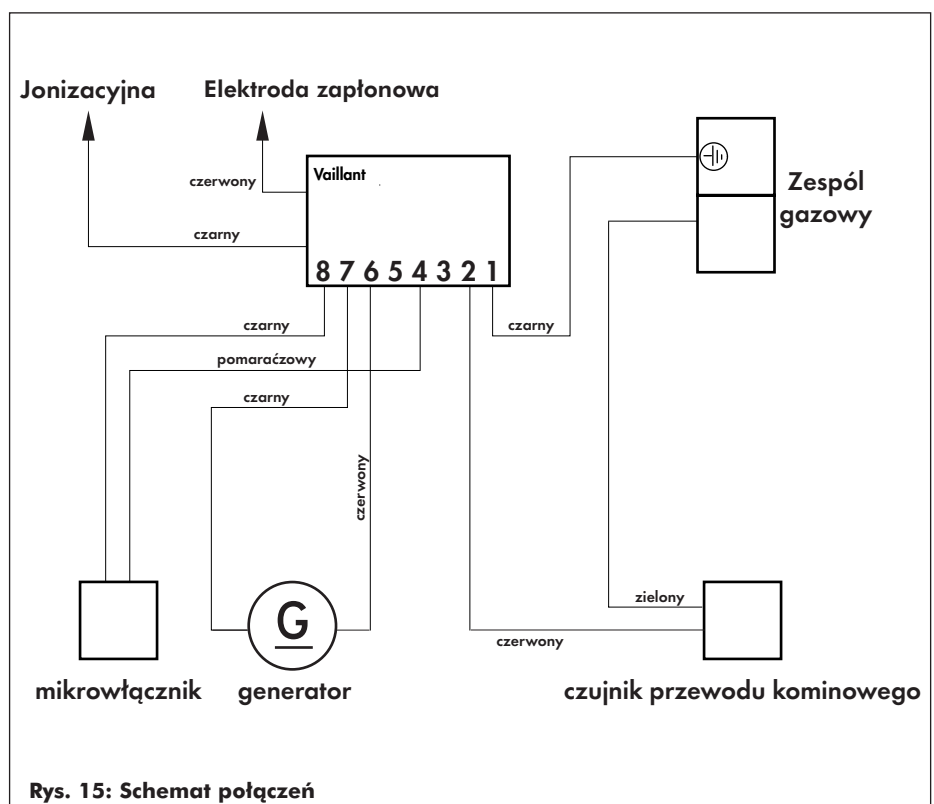 Jonizacyjna
Elektroda zapłonowa
czerwony
Vaillant
Zespól
gazowy
czarny
8 7 6 5 4 3 2 1
czarny
czarny
pomaraćzowy
czarny
czerwony
zielony
czerwony
G
mikrowłącznik
generator
czujnik przewodu kominowego
Rys. 15: Schemat połączeń